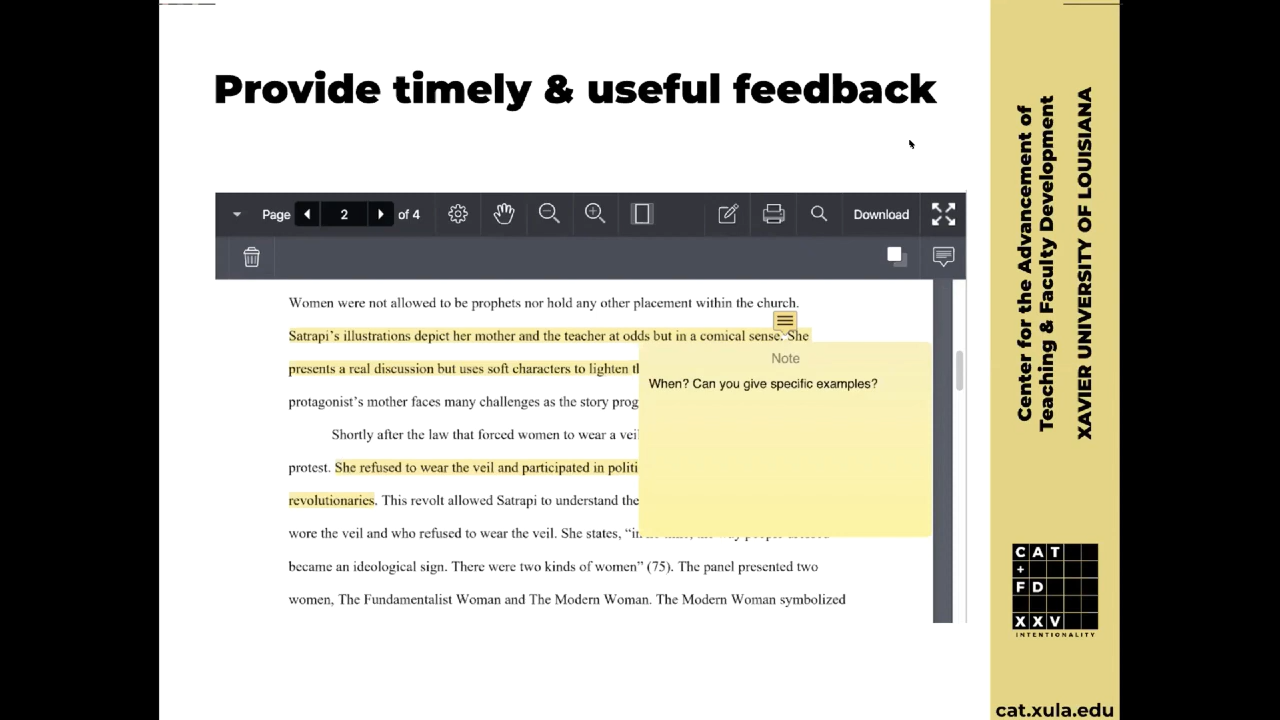 Provide timely & useful feedback
Page 2 of 4 Download
Women were not allowed to be prophets nor hold any other placement within the church.
Satrapi's illustrations depict her mother and the teacher at odds but in a comical sense. She
presents a real discussion but uses soft characters to lighten
protagonist's mother faces many challenges as the story
Shortly after the law that forced women to wear a
protest. She refused to wear the veil and participated in
revolutionaries. This revolt allowed Satrapi to understand the
wore the veil and who refused to wear the veil. She states,
became an ideological sign. There were two kinds of women" (75). The panel presented two
women, The Fundamentalist Woman and The Modern Woman. The Modern Woman symbolized
Note
When? Can you give specific examples?
Center for the Advancement of
Teaching & Faculty Development
XAVIER UNIVERSITY OF LOUISIANA
CAT
+
FD
XXV
INTENTIONALITY
cat.xula.edu